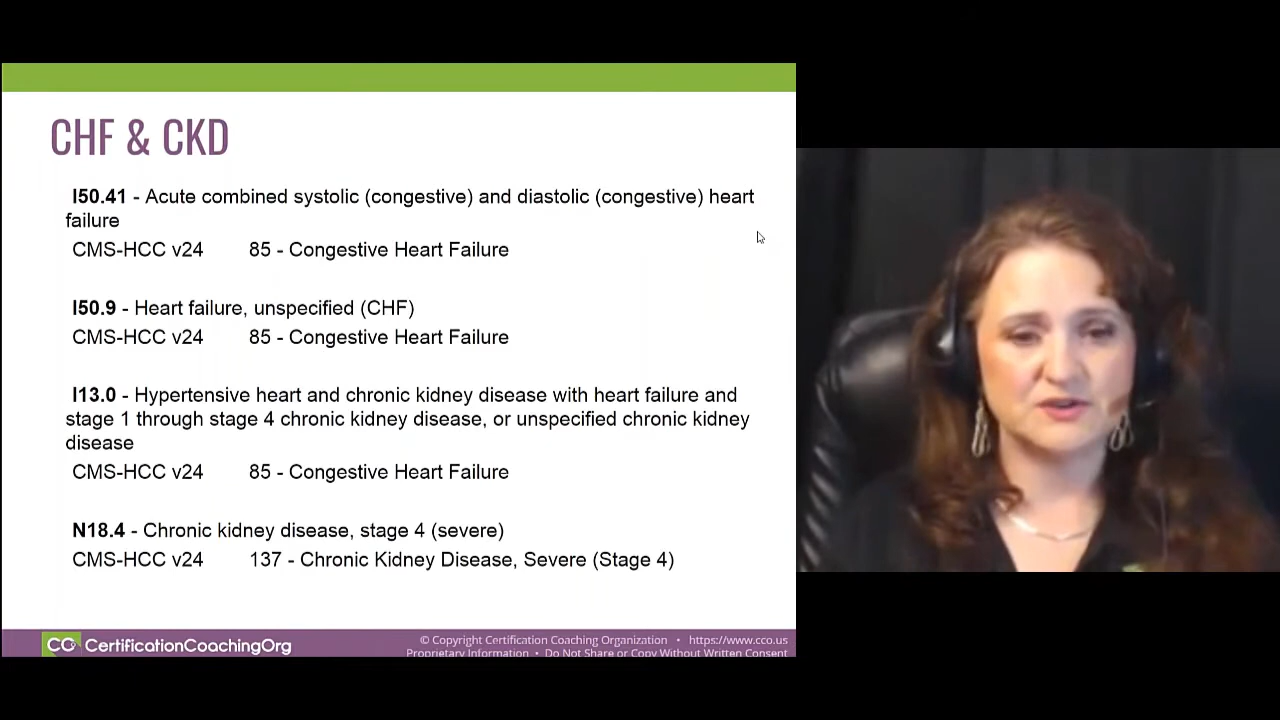 CHF & CKD
I50.41 - Acute combined systolic (congestive) and diastolic (congestive) heart
failure
CMS-HCC v24 85 - Congestive Heart Failure
I50.9 - Heart failure, unspecified (CHF)
CMS-HCC v24 85 - Congestive Heart Failure
I13.0 - Hypertensive heart and chronic kidney disease with heart failure and
stage 1 through stage 4 chronic kidney disease, or unspecified chronic kidney
disease
CMS-HCC v24 85 - Congestive Heart Failure
N18.4 - Chronic kidney disease, stage 4 (severe)
CMS-HCC v24 137 - Chronic Kidney Disease, Severe (Stage 4)
CO CertificationCoachingOrg
© Copyright Certification Coaching Organization • https://www.cco.us
Proprietary Information • Do Not Share or Copy Without Written Consent